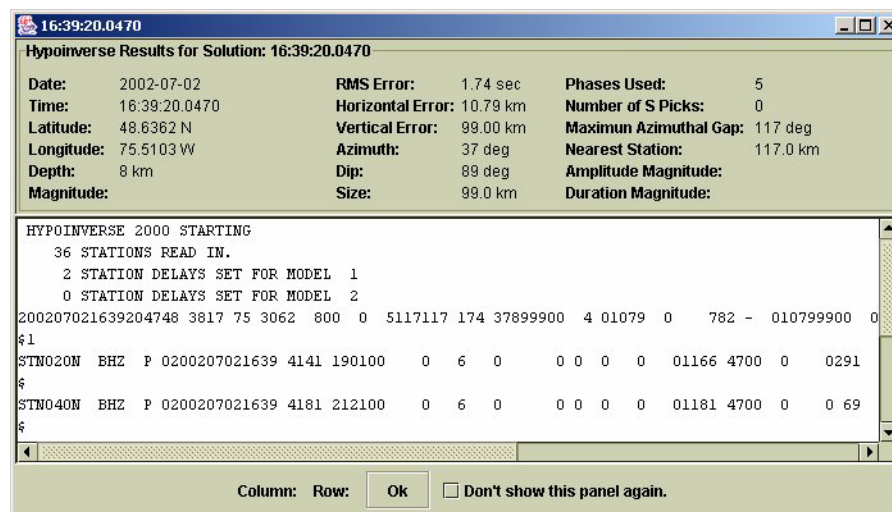 16:39:20.0470
Hypoinverse Results for Solution: 16:39:20.0470
Date: 2002-07-02 RMS Error: 1.74 sec Phases Used: 5
Time: 16:39:20.0470 Horizontal Error: 10.79 km Number of S Picks: 0
Latitude: 48.6362 N Vertical Error: 99.00 km Maximun Azimuthal Gap: 117 deg
Longitude: 75.5103 W Azimuth: 37 deg Nearest Station: 117.0 km
Depth: 8 km Dip: 89 deg Amplitude Magnitude:
Magnitude: Size: 99.0 km Duration Magnitude:
HYPOINVERSE 2000 STARTING
36 STATIONS READ IN.
2 STATION DELAYS SET FOR MODEL 1
0 STATION DELAYS SET FOR MODEL 2
200207021639204748 3817 75 3062 800 0 5117117 174 37899900 4 01079 0 782 - 010799900 0
$1
STN020N BHZ P 0200207021639 4141 190100 0 6 0 0 0 0 0 01166 4700 0 0291
$
STN040N BHZ P 0200207021639 4181 212100 0 6 0 0 0 0 0 01181 4700 0 0 69
$
Column: Row: Ok Don't show this panel again.